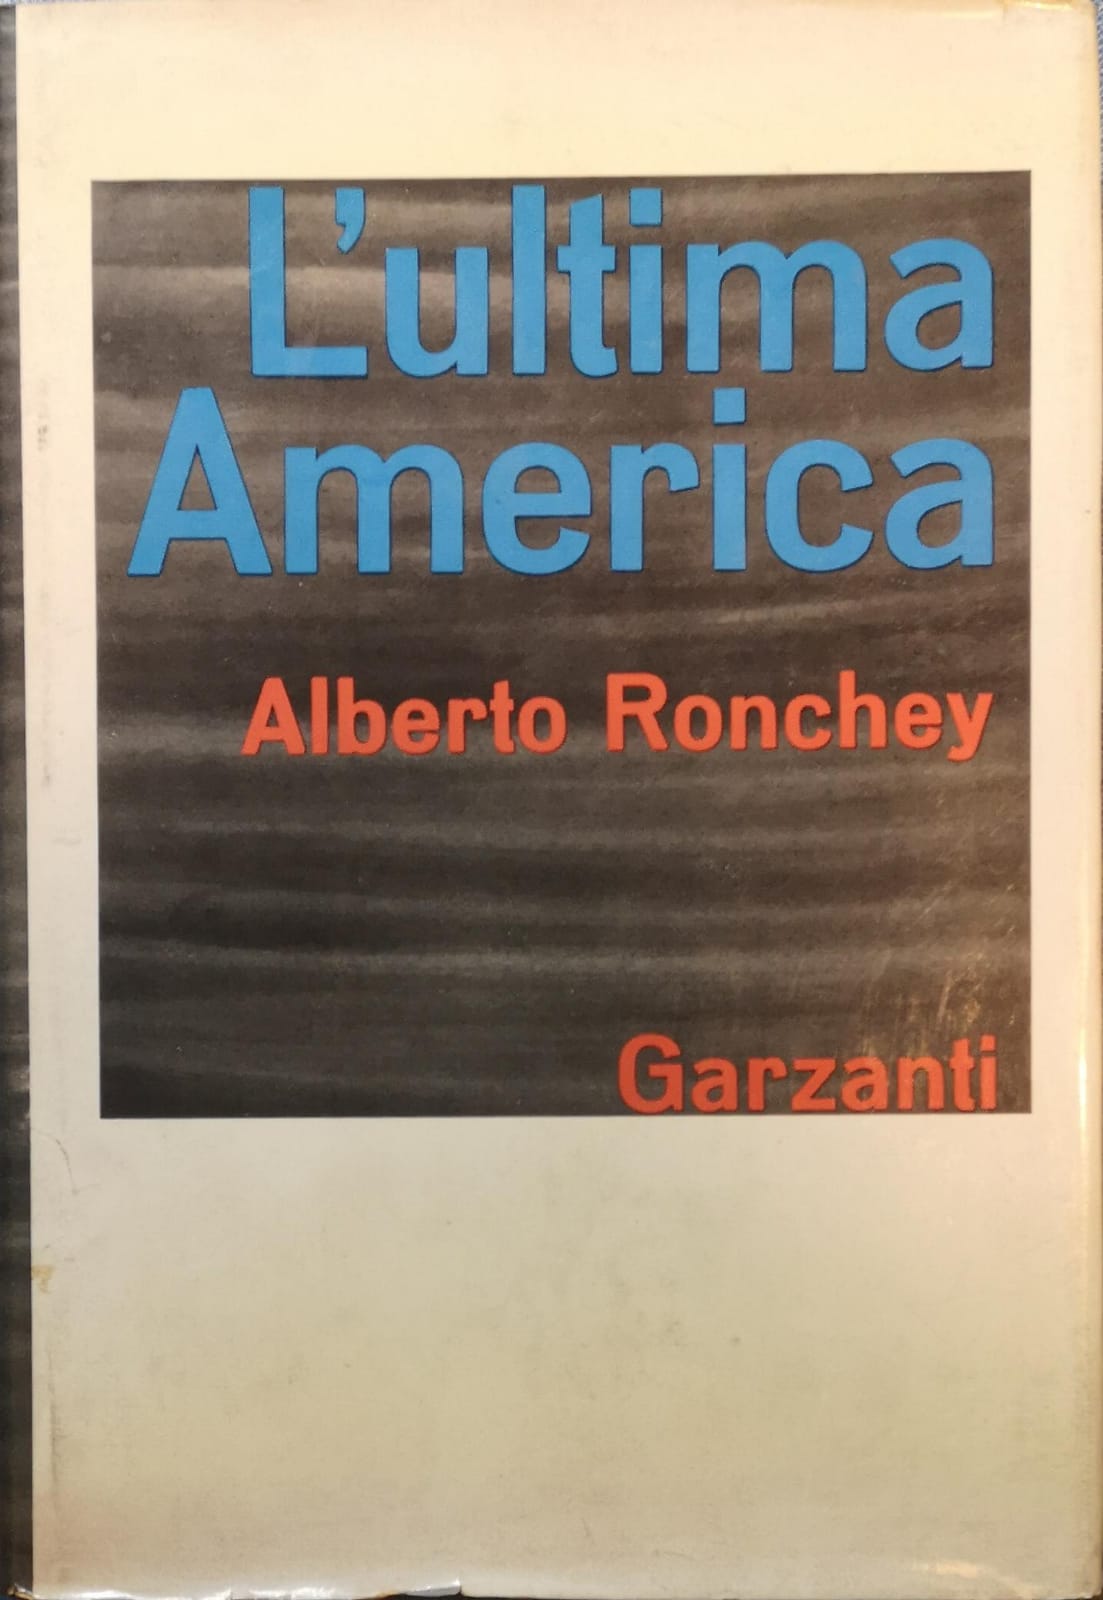 L'ultima
America
Alberto Ronchey
Garzanti